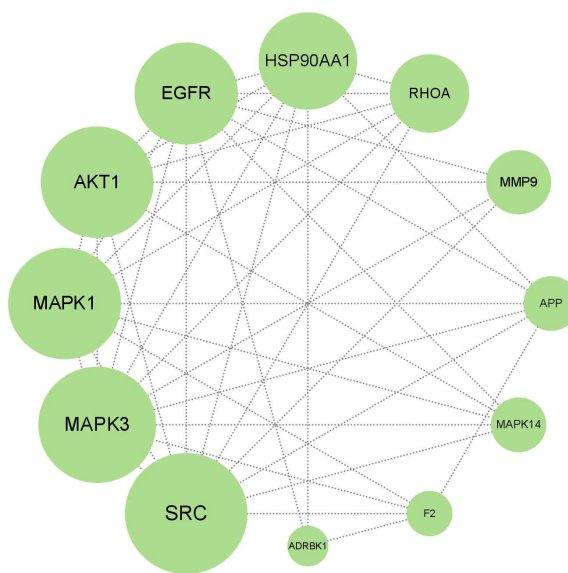 HSP90AA1
EGFR
RHOA
AKT1
MMP9
MAPK1
APP
MAPK3
MAPK14
SRC
F2
ADRBK1